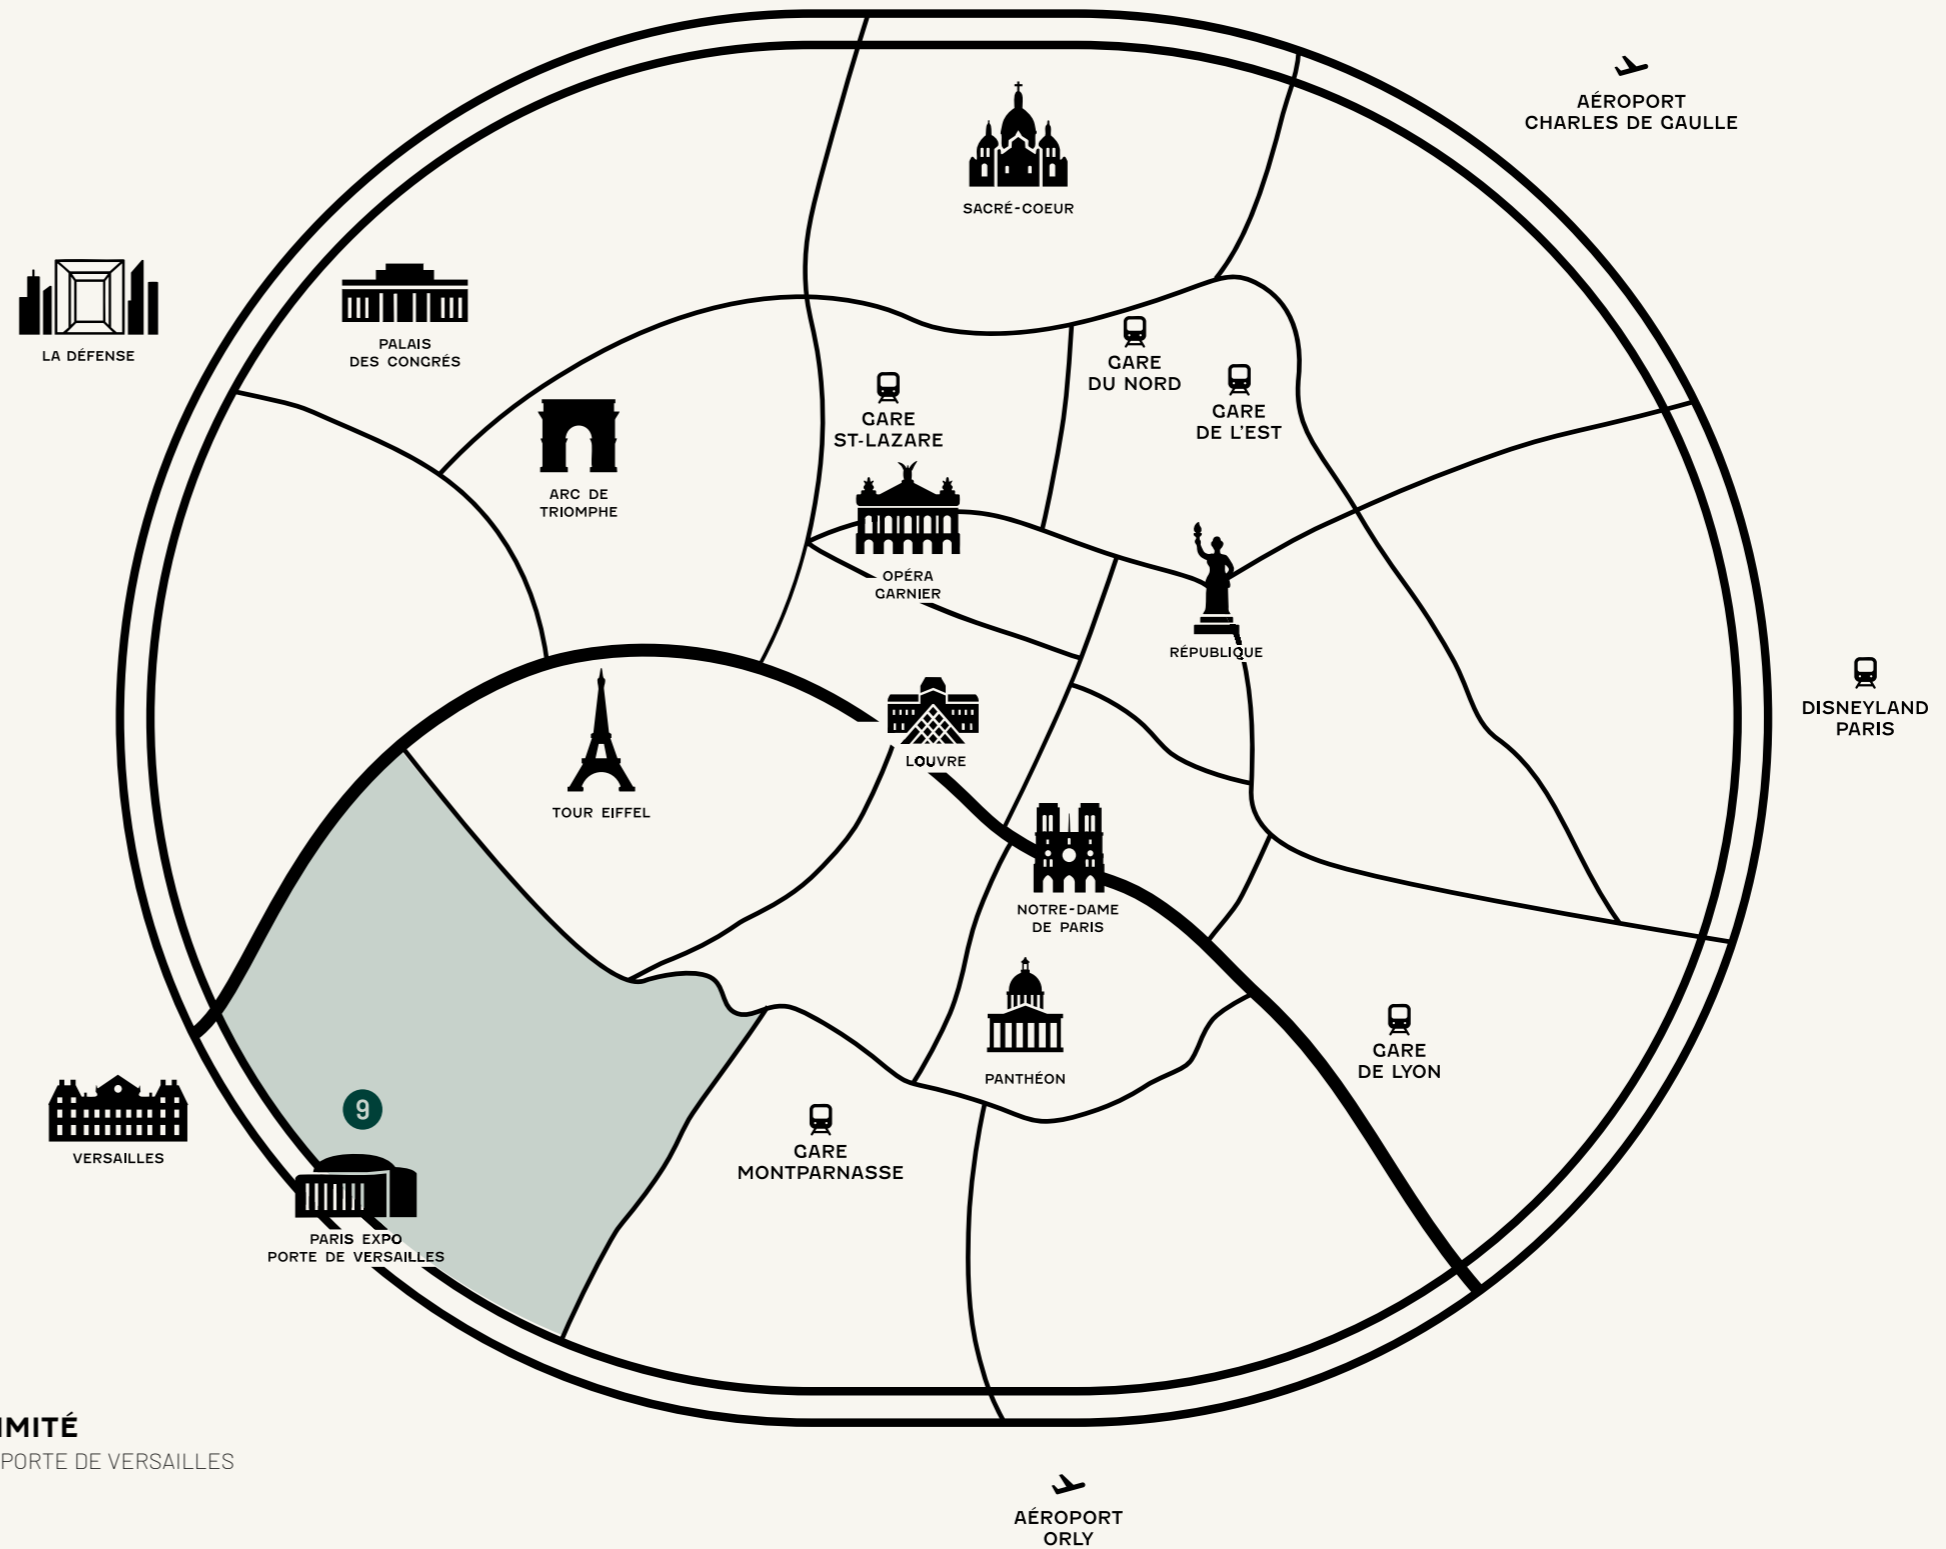 AÉROPORT
CHARLES DE GAULLE
SACRÉ-COEUR
LA DÉFENSE
PALAIS
DES CONGRÉS
GARE
DU NORD
GARE
ST-LAZARE
GARE
DE L'EST
ARC DE
TRIOMPHE
OPÉRA
GARNIER
RÉPUBLIQUE
DISNEYLAND
PARIS
LOUVRE
TOUR EIFFEL
NOTRE-DAME
DE PARIS
GARE
DE LYON
PANTHÉON
9
GARE
MONTPARNASSE
VERSAILLES
PARIS EXPO
PORTE DE VERSAILLES
IMITÉ
PORTE DE VERSAILLES
AÉROPORT
ORLY